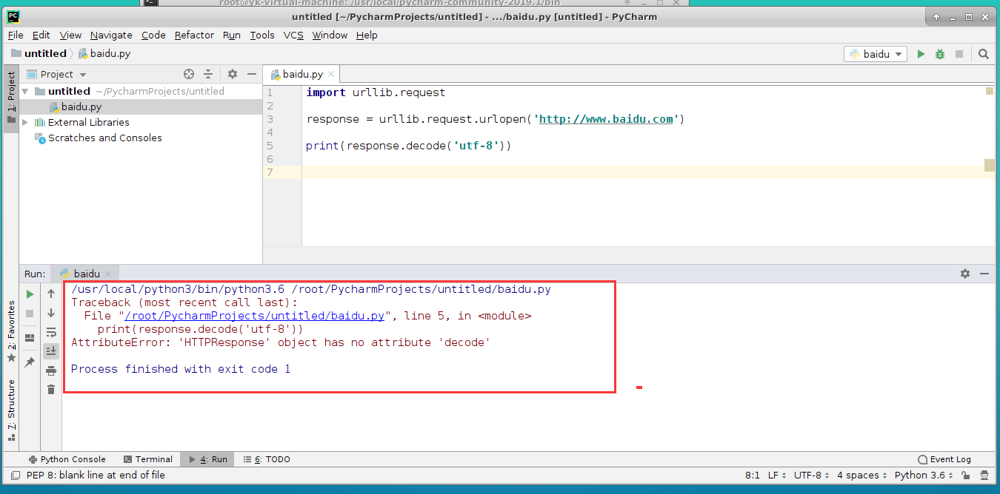 root@yk-virtual-machine: /usr/local/pycharm-community-2019.1/bin
PC
untitled [~/PycharmProjects/untitled] - .../baidu.py [untitled] - PyCharm
File Edit View Navigate Code Refactor Run Tools VCS Window Help
untitled baidu.py
baidu
1: Project
Project
baidu.py
untitled ~/PycharmProjects/untitled
baidu.py
External Libraries
Scratches and Consoles
1 import urllib.request
2
3 response = urllib.request.urlopen('http://www.baidu.com')
4
5 print(response.decode('utf-8'))
6
7
Run: baidu
/usr/local/python3/bin/python3.6 /root/PycharmProjects/untitled/baidu.py
Traceback (most recent call last):
File "/root/PycharmProjects/untitled/baidu.py", line 5, in <module>
print(response.decode('utf-8'))
AttributeError: 'HTTPResponse' object has no attribute 'decode'
Process finished with exit code 1
2: Favorites
7: Structure
Python Console Terminal 4: Run 6: TODO Event Log
PEP 8: blank line at end of file 8:1 LF UTF-8 4 spaces Python 3.6